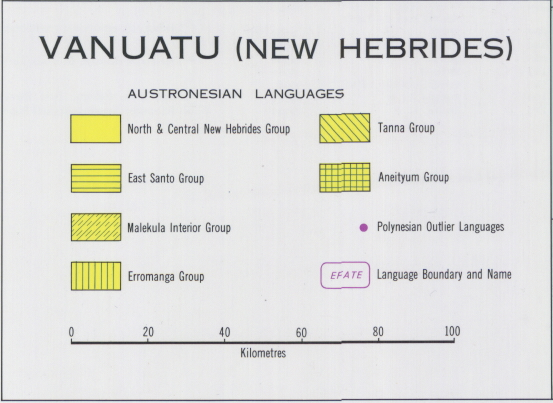 VANUATU (NEW HEBRIDES)
AUSTRONESIAN LANGUAGES
North & Central New Hebrides Group
East Santo Group
Malekula Interior Group
Erromanga Group
Tanna Group
Aneityum Group
Polynesian Outlier Languages
EFATE Language Boundary and Name
0 20 40 60 80 100
Kilometres